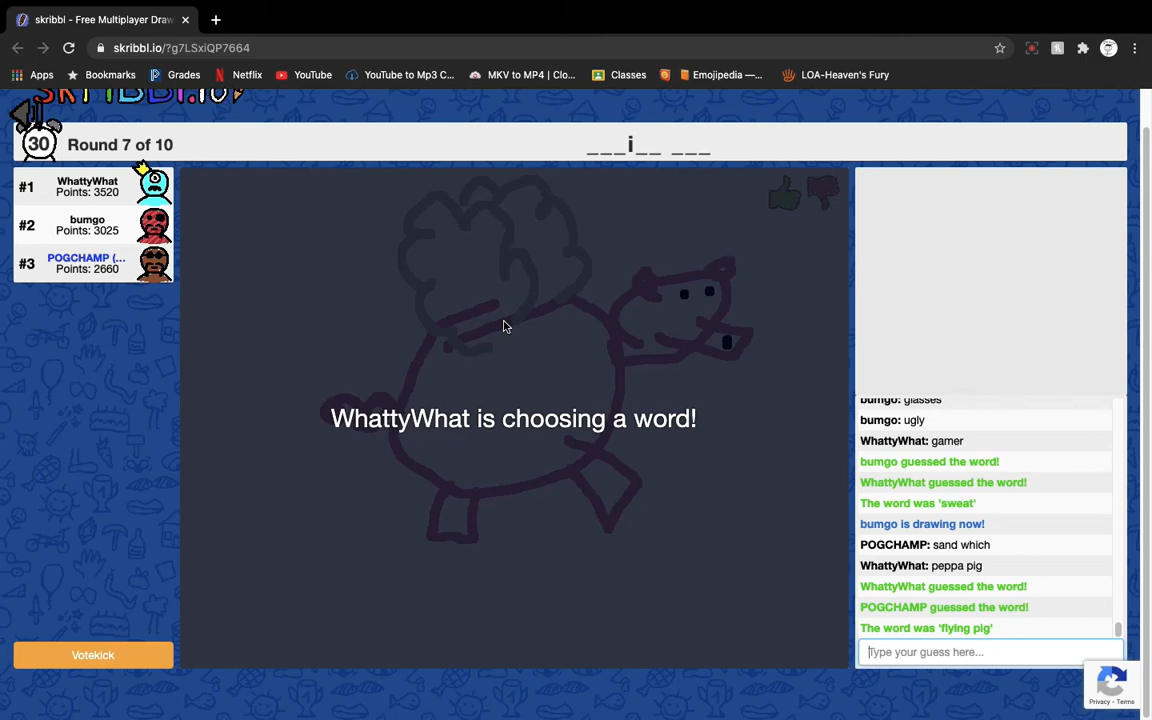 skribbl - Free Multiplayer Draw
skribbl.io/?g7LSxiQP7664
Apps Bookmarks Grades Netflix YouTube YouTube to Mp3 C... MKV to MP4 | Clo... Classes Emojipedia —... LOA-Heaven's Fury
skribbl.io
30 Round 7 of 10 ___i__ ___
#1 WhattyWhat
Points: 3520
#2 bumgo
Points: 3025
#3 POGCHAMP (...
Points: 2660
WhattyWhat is choosing a word!
bumgo: glasses
bumgo: ugly
WhattyWhat: gamer
bumgo guessed the word!
WhattyWhat guessed the word!
The word was 'sweat'
bumgo is drawing now!
POGCHAMP: sand which
WhattyWhat: peppa pig
WhattyWhat guessed the word!
POGCHAMP guessed the word!
The word was 'flying pig'
Type your guess here...
Votekick
Privacy - Terms